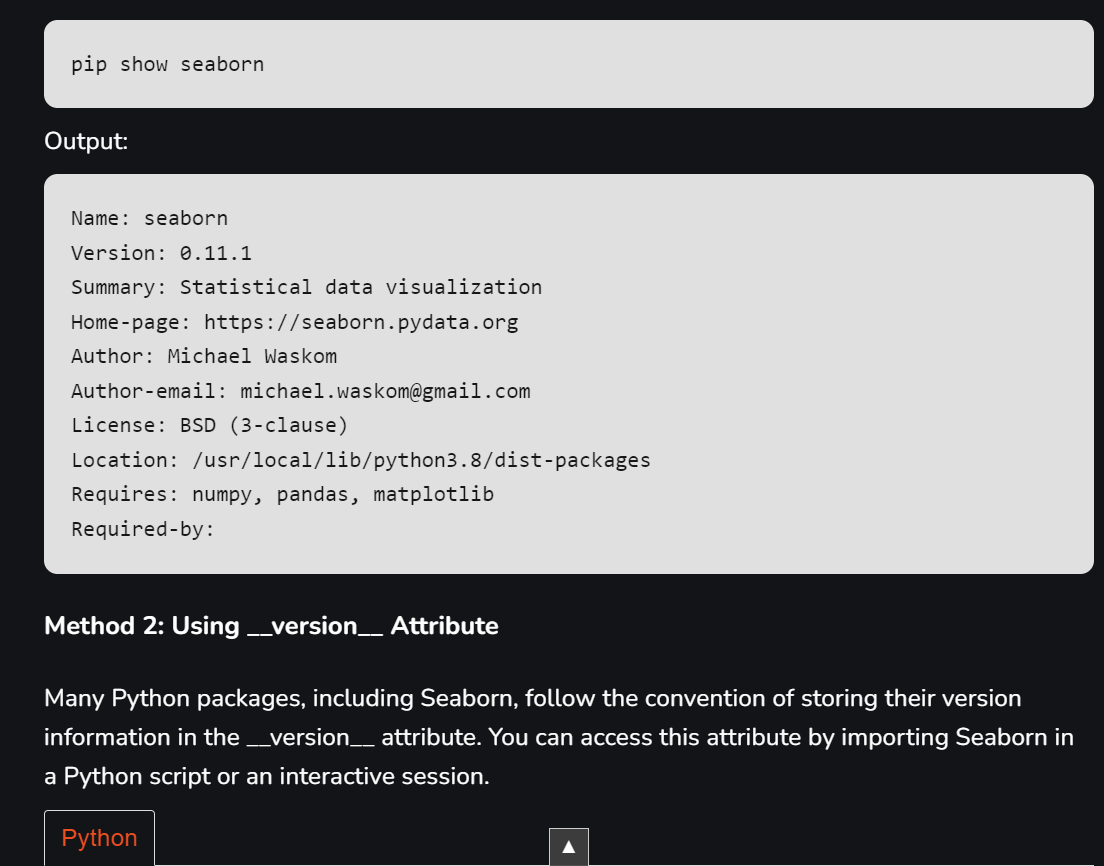 pip show seaborn
Output:
Name: seaborn
Version: 0.11.1
Summary: Statistical data visualization
Home-page: https://seaborn.pydata.org
Author: Michael Waskom
Author-email: michael.waskom@gmail.com
License: BSD (3-clause)
Location: /usr/local/lib/python3.8/dist-packages
Requires: numpy, pandas, matplotlib
Required-by:
Method 2: Using __version__ Attribute
Many Python packages, including Seaborn, follow the convention of storing their version
information in the __version__ attribute. You can access this attribute by importing Seaborn in
a Python script or an interactive session.
Python